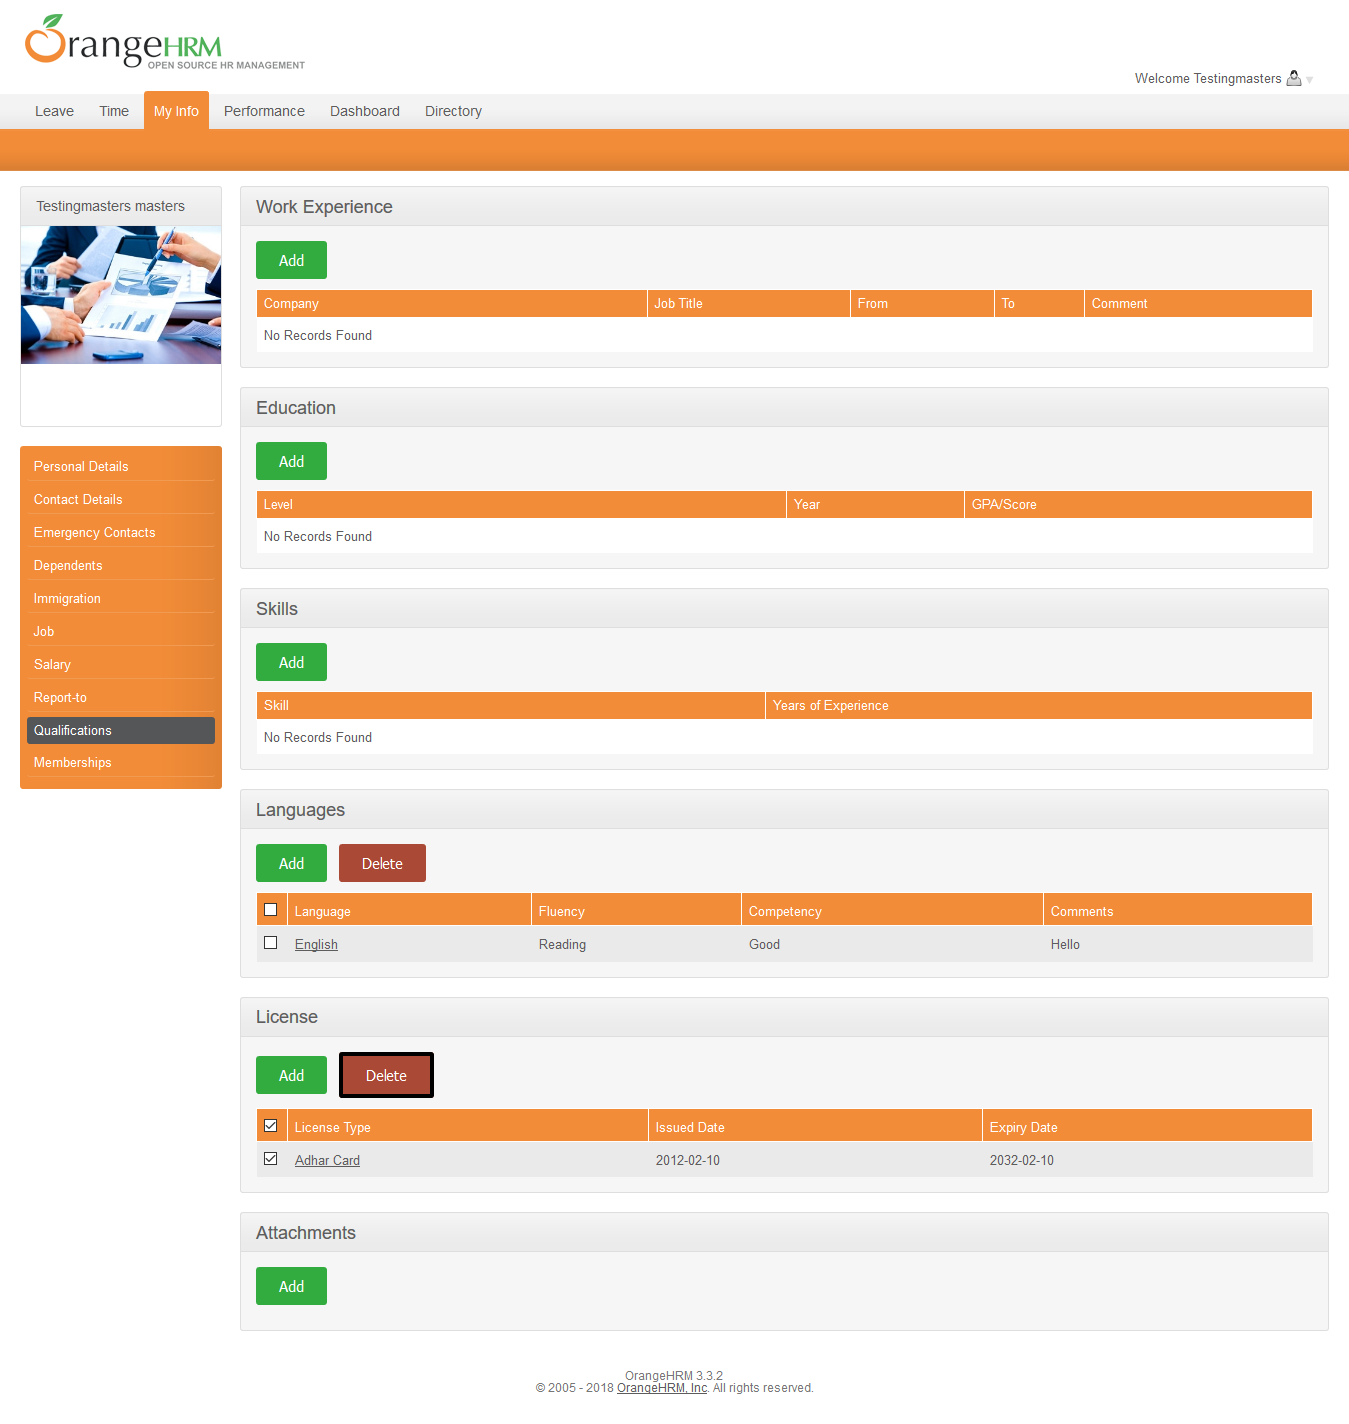 OrangeHRM
OPEN SOURCE HR MANAGEMENT
Welcome Testingmasters
Leave Time My Info Performance Dashboard Directory
Testingmasters masters
Personal Details
Contact Details
Emergency Contacts
Dependents
Immigration
Job
Salary
Report-to
Qualifications
Memberships
Work Experience
Add
Company Job Title From To Comment
No Records Found
Education
Add
Level Year GPA/Score
No Records Found
Skills
Add
Skill Years of Experience
No Records Found
Languages
Add Delete
Language Fluency Competency Comments
English Reading Good Hello
License
Add Delete
License Type Issued Date Expiry Date
Adhar Card 2012-02-10 2032-02-10
Attachments
Add
OrangeHRM 3.3.2
© 2005 - 2018 OrangeHRM, Inc. All rights reserved.